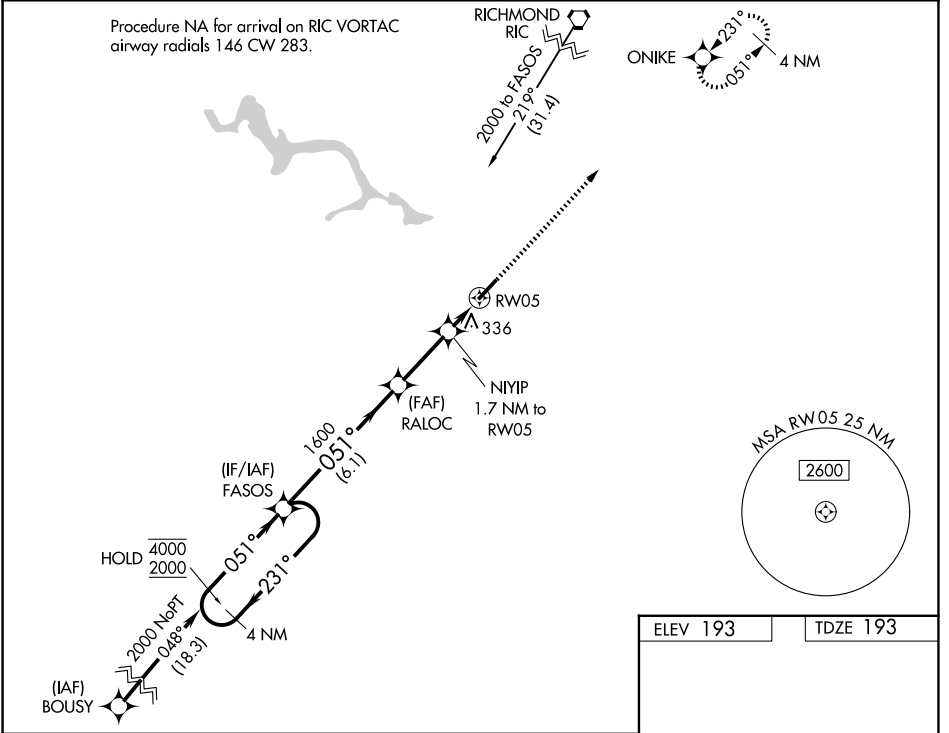 Procedure NA for arrival on RIC VORTAC
airway radials 146 CW 283.
RICHMOND
RIC
2000 to FASOS
219°
(31.4)
ONIKE
231°
051°
4 NM
RW05
336
NIYIP
1.7 NM to
RW05
(FAF)
RALOC
1600
051°
(6.1)
(IF/IAF)
FASOS
HOLD
4000
2000
051°
231°
4 NM
2000 NoPT
048°
(18.3)
(IAF)
BOUSY
MSA RW05 25 NM
2600
ELEV 193
TDZE 193